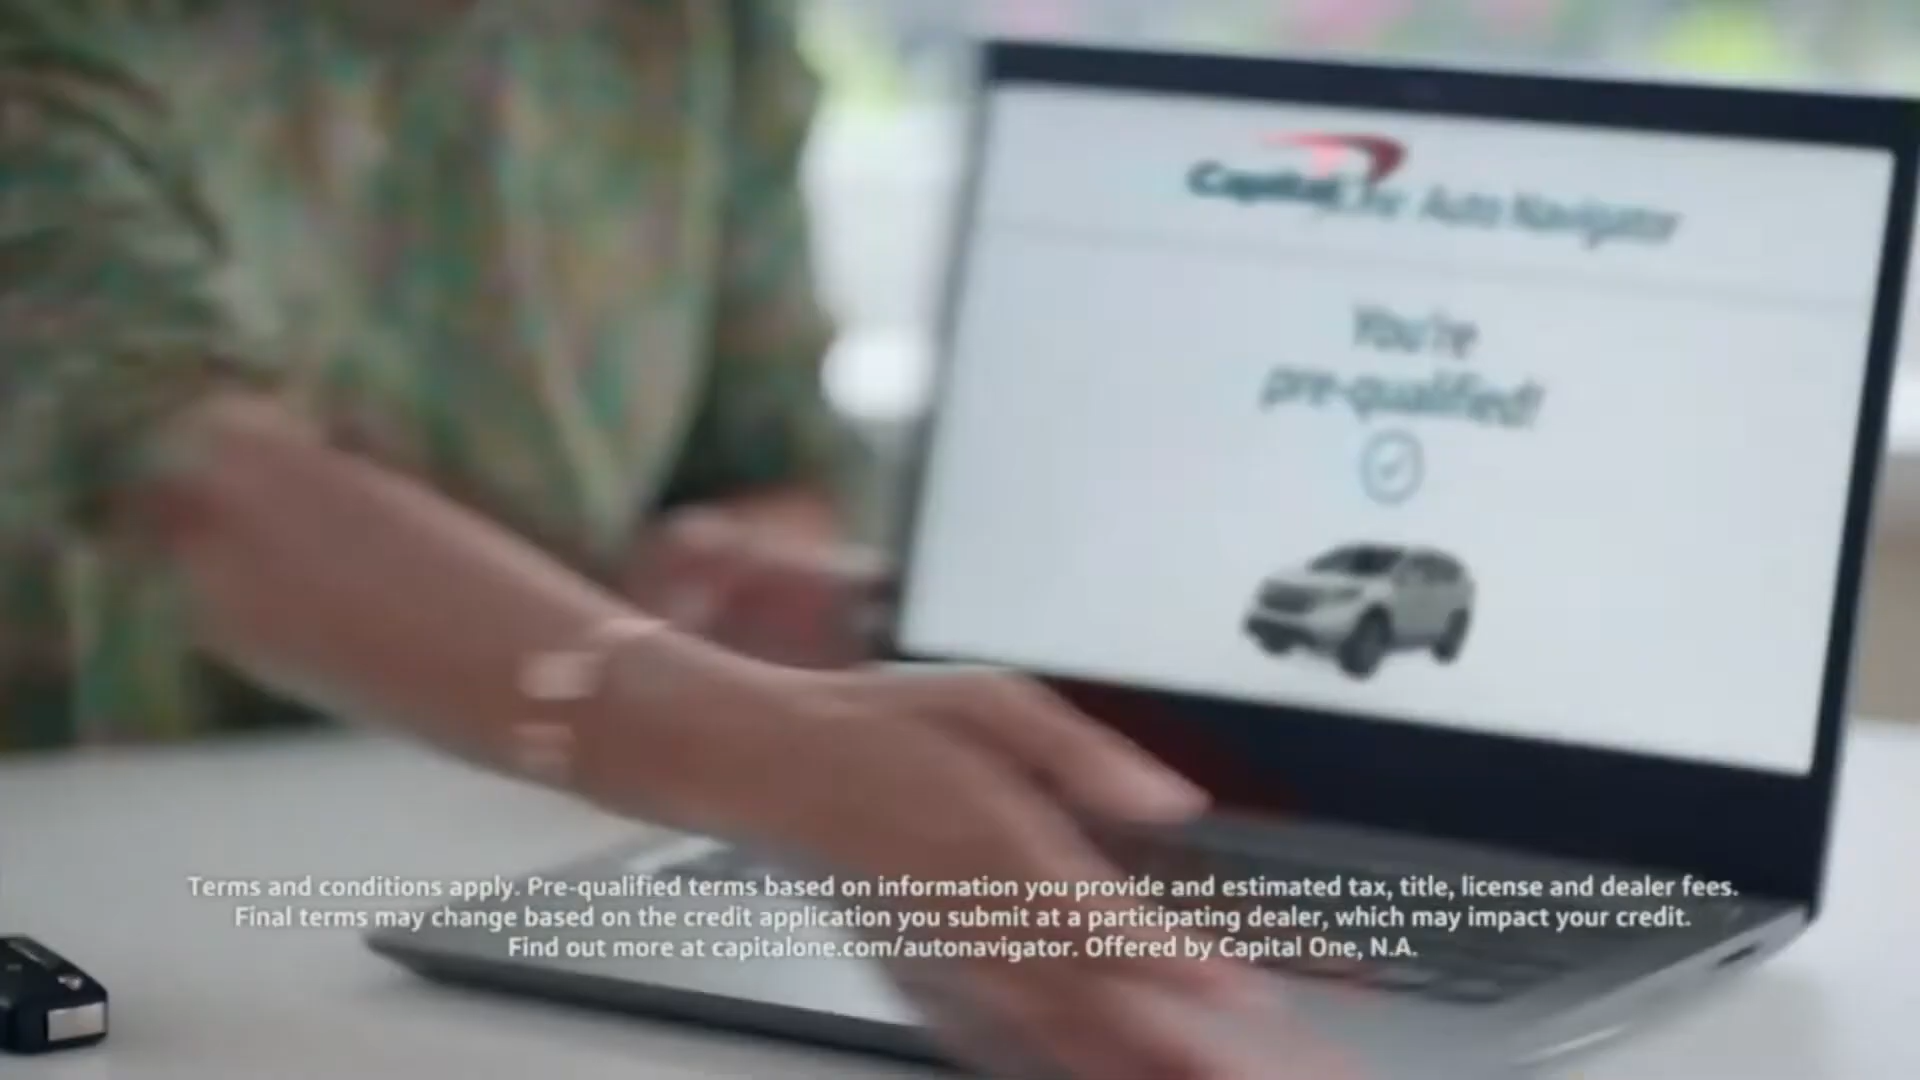 Capital One Auto Navigator
You're
pre-qualified!
Terms and conditions apply. Pre-qualified terms based on information you provide and estimated tax, title, license and dealer fees.
Final terms may change based on the credit application you submit at a participating dealer, which may impact your credit.
Find out more at capitalone.com/autonavigator. Offered by Capital One, N.A.